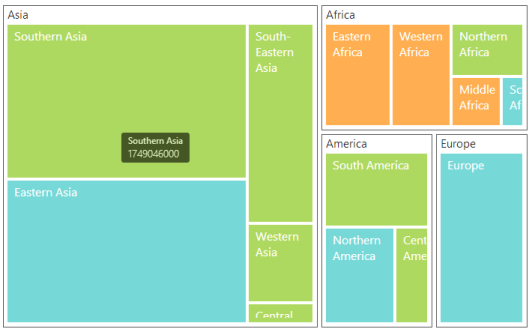 Asia
Southern Asia
South-
Eastern
Asia
Southern Asia
1749046000
Eastern Asia
Western
Asia
Central
Africa
Eastern
Africa
Western
Africa
Northern
Africa
Middle
Africa
America
South America
Northern
America
Europe
Europe